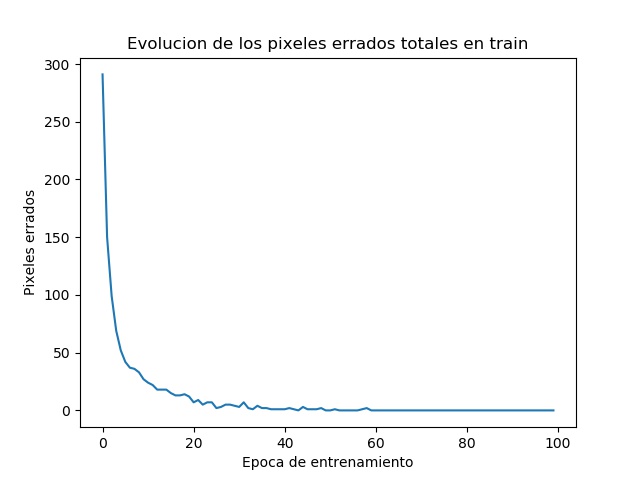 Evolucion de los pixeles errados totales en train
300
250
200
150
100
50
0
Pixeles errados
0 20 40 60 80 100
Epoca de entrenamiento